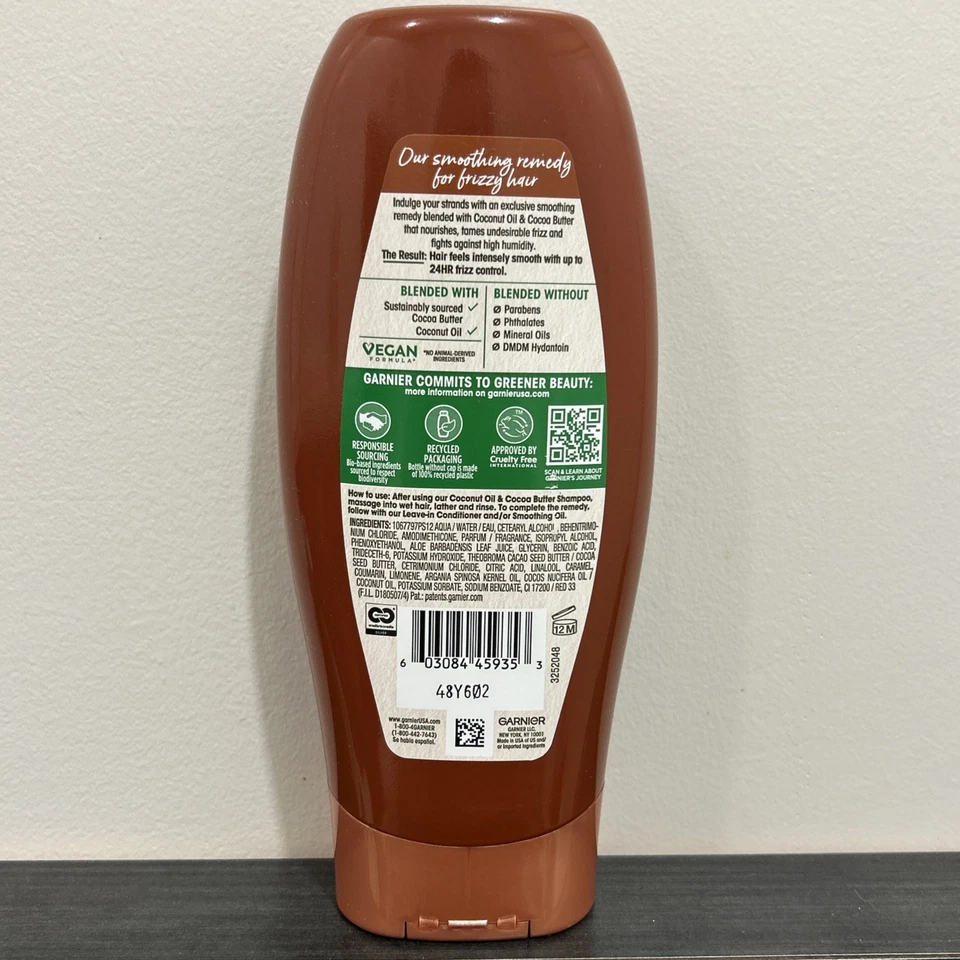 Our smoothing remedy
for frizzy hair
Indulge your strands with an exclusive smoothing
remedy blended with Coconut Oil & Cocoa Butter
that nourishes, tames undesirable frizz and
fights against high humidity.
The Result: Hair feels intensely smooth with up to
24HR frizz control.
BLENDED WITH
Sustainably sourced ✓
Cocoa Butter
Coconut Oil ✓
VEGAN
FORMULA*
*NO ANIMAL-DERIVED
INGREDIENTS
BLENDED WITHOUT
Ø Parabens
Ø Phthalates
Ø Mineral Oils
Ø DMDM Hydantoin
GARNIER COMMITS TO GREENER BEAUTY:
more information on garnierusa.com
RESPONSIBLE
SOURCING
Bio-based ingredients
sourced to respect
biodiversity
RECYCLED
PACKAGING
Bottle without cap is made
of 100% recycled plastic
TM
APPROVED BY
Cruelty Free
INTERNATIONAL
SCAN & LEARN ABOUT
GARNIER'S JOURNEY
How to use: After using our Coconut Oil & Cocoa Butter Shampoo,
massage into wet hair, lather and rinse. To complete the remedy,
follow with our Leave-in Conditioner and/or Smoothing Oil.
INGREDIENTS: 1067797PS12 AQUA / WATER / EAU, CETEARYL ALCOHOL, BEHENTRIMO-
NIUM CHLORIDE, AMODIMETHICONE, PARFUM / FRAGRANCE, ISOPROPYL ALCOHOL,
PHENOXYETHANOL, ALOE BARBADENSIS LEAF JUICE, GLYCERIN, BENZOIC ACID,
TRIDECETH-6, POTASSIUM HYDROXIDE, THEOBROMA CACAO SEED BUTTER / COCOA
SEED BUTTER, CETRIMONIUM CHLORIDE, CITRIC ACID, LINALOOL, CARAMEL,
COUMARIN, LIMONENE, ARGANIA SPINOSA KERNEL OIL, COCOS NUCIFERA OIL /
COCONUT OIL, POTASSIUM SORBATE, SODIUM BENZOATE, CI 17200 / RED 33
(F.I.L. D180507/4) Pat.: patents.garnier.com
SILVER
12 M
6 03084 45935 3
3252048
48Y6Ø2
www.garnierUSA.com
1-800-4GARNIER
(1-800-442-7643)
Se habla español.
GARNIER
GARNIER LLC,
NEW YORK, NY 10001
Made in USA of US and/
or Imported Ingredients